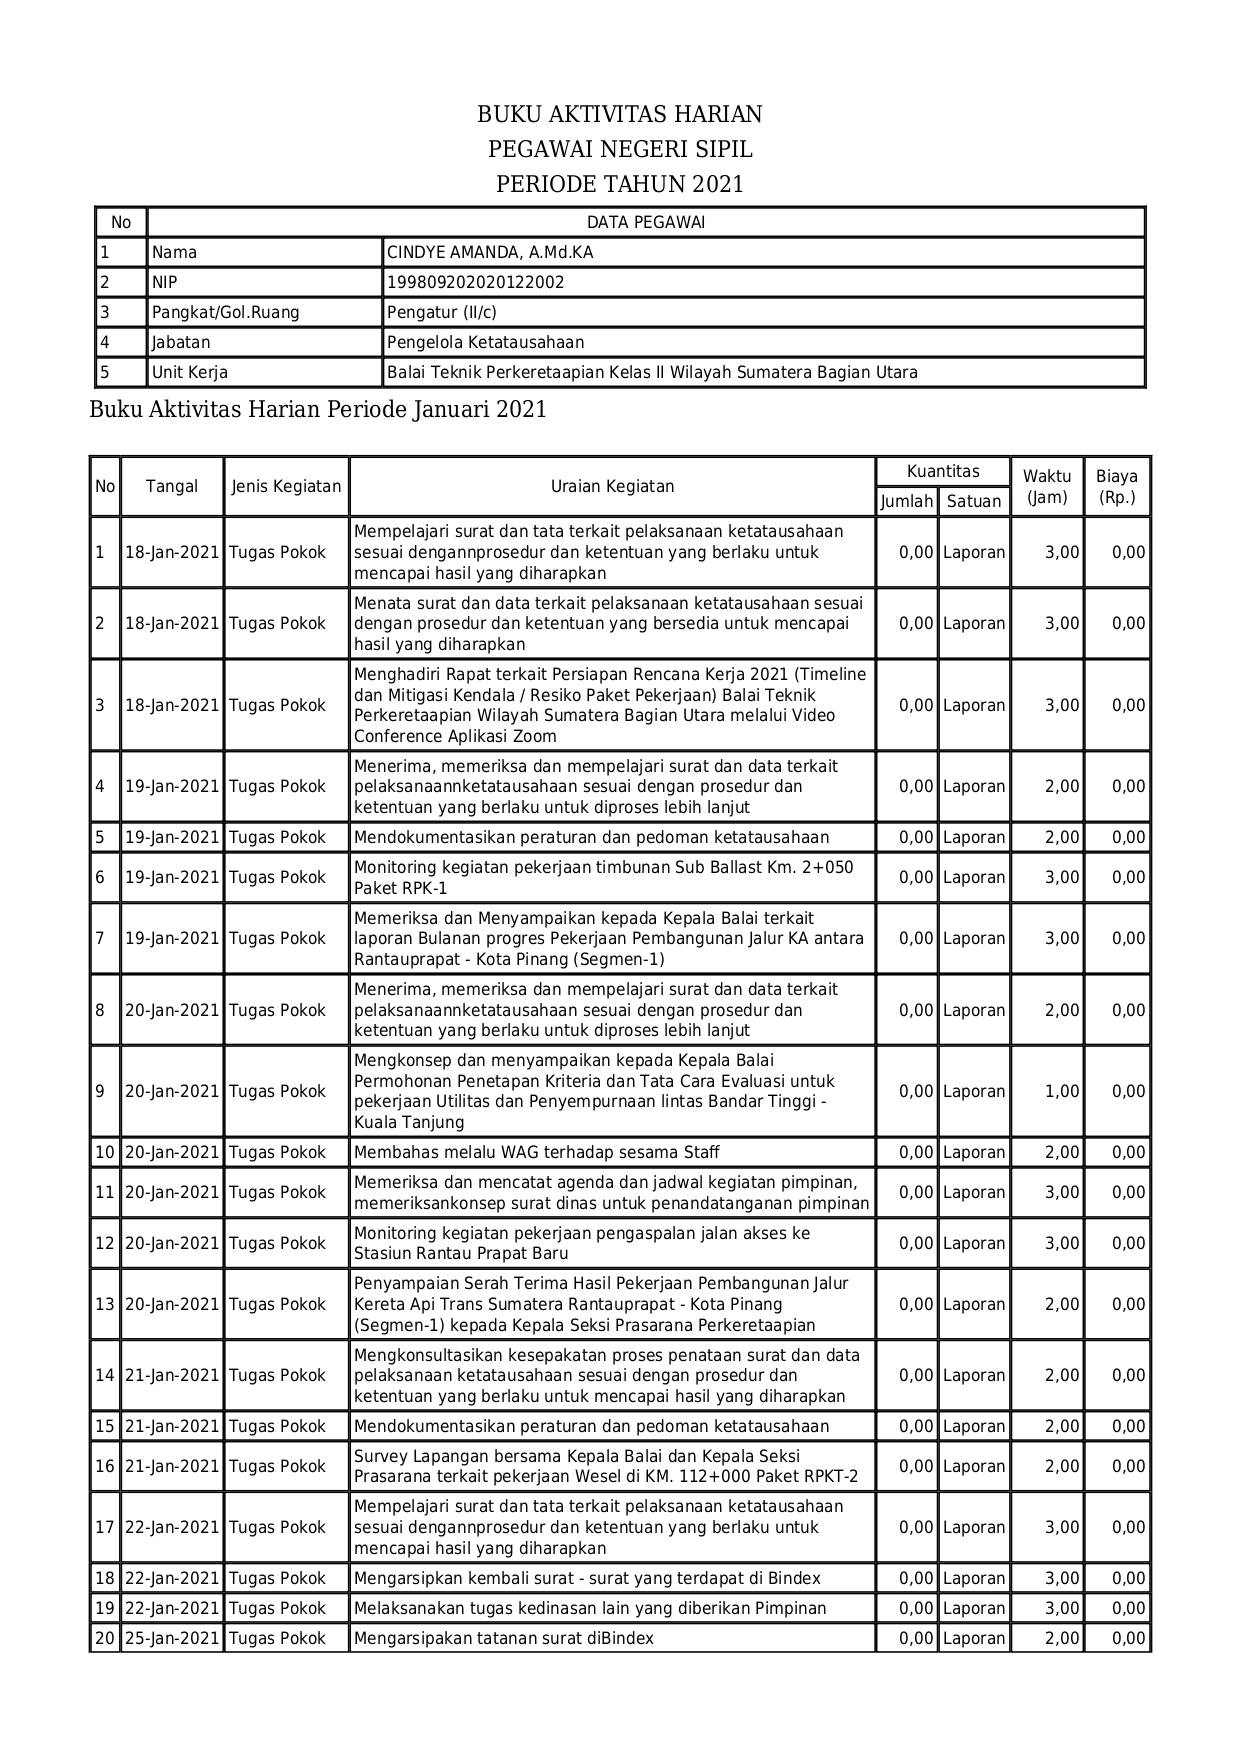 BUKU AKTIVITAS HARIAN
PEGAWAI NEGERI SIPIL
PERIODE TAHUN 2021
No DATA PEGAWAI
1 Nama CINDYE AMANDA, A.Md.KA
2 NIP 199809202020122002
3 Pangkat/Gol.Ruang Pengatur (II/c)
4 Jabatan Pengelola Ketatausahaan
5 Unit Kerja Balai Teknik Perkeretaapian Kelas II Wilayah Sumatera Bagian Utara
Buku Aktivitas Harian Periode Januari 2021
No Tangal Jenis Kegiatan Uraian Kegiatan Kuantitas Waktu (Jam) Biaya (Rp.)
Jumlah Satuan
Mempelajari surat dan tata terkait pelaksanaan ketatausahaan
1 18-Jan-2021 Tugas Pokok sesuai dengannprosedur dan ketentuan yang berlaku untuk 0,00 Laporan 3,00 0,00
mencapai hasil yang diharapkan
Menata surat dan data terkait pelaksanaan ketatausahaan sesuai
2 18-Jan-2021 Tugas Pokok dengan prosedur dan ketentuan yang bersedia untuk mencapai 0,00 Laporan 3,00 0,00
hasil yang diharapkan
Menghadiri Rapat terkait Persiapan Rencana Kerja 2021 (Timeline
dan Mitigasi Kendala / Resiko Paket Pekerjaan) Balai Teknik
3 18-Jan-2021 Tugas Pokok Perkeretaapian Wilayah Sumatera Bagian Utara melalui Video 0,00 Laporan 3,00 0,00
Conference Aplikasi Zoom
Menerima, memeriksa dan mempelajari surat dan data terkait
4 19-Jan-2021 Tugas Pokok pelaksanaannketatausahaan sesuai dengan prosedur dan 0,00 Laporan 2,00 0,00
ketentuan yang berlaku untuk diproses lebih lanjut
5 19-Jan-2021 Tugas Pokok Mendokumentasikan peraturan dan pedoman ketatausahaan 0,00 Laporan 2,00 0,00
6 19-Jan-2021 Tugas Pokok Monitoring kegiatan pekerjaan timbunan Sub Ballast Km. 2+050 0,00 Laporan 3,00 0,00
Paket RPK-1
Memeriksa dan Menyampaikan kepada Kepala Balai terkait
7 19-Jan-2021 Tugas Pokok laporan Bulanan progres Pekerjaan Pembangunan Jalur KA antara 0,00 Laporan 3,00 0,00
Rantauprapat - Kota Pinang (Segmen-1)
Menerima, memeriksa dan mempelajari surat dan data terkait
8 20-Jan-2021 Tugas Pokok pelaksanaannketatausahaan sesuai dengan prosedur dan 0,00 Laporan 2,00 0,00
ketentuan yang berlaku untuk diproses lebih lanjut
Mengkonsep dan menyampaikan kepada Kepala Balai
Permohonan Penetapan Kriteria dan Tata Cara Evaluasi untuk
9 20-Jan-2021 Tugas Pokok pekerjaan Utilitas dan Penyempurnaan lintas Bandar Tinggi - 0,00 Laporan 1,00 0,00
Kuala Tanjung
10 20-Jan-2021 Tugas Pokok Membahas melalu WAG terhadap sesama Staff 0,00 Laporan 2,00 0,00
11 20-Jan-2021 Tugas Pokok Memeriksa dan mencatat agenda dan jadwal kegiatan pimpinan, 0,00 Laporan 3,00 0,00
memeriksankonsep surat dinas untuk penandatanganan pimpinan
12 20-Jan-2021 Tugas Pokok Monitoring kegiatan pekerjaan pengaspalan jalan akses ke 0,00 Laporan 3,00 0,00
Stasiun Rantau Prapat Baru
Penyampaian Serah Terima Hasil Pekerjaan Pembangunan Jalur
13 20-Jan-2021 Tugas Pokok Kereta Api Trans Sumatera Rantauprapat - Kota Pinang 0,00 Laporan 2,00 0,00
(Segmen-1) kepada Kepala Seksi Prasarana Perkeretaapian
Mengkonsultasikan kesepakatan proses penataan surat dan data
14 21-Jan-2021 Tugas Pokok pelaksanaan ketatausahaan sesuai dengan prosedur dan 0,00 Laporan 2,00 0,00
ketentuan yang berlaku untuk mencapai hasil yang diharapkan
15 21-Jan-2021 Tugas Pokok Mendokumentasikan peraturan dan pedoman ketatausahaan 0,00 Laporan 2,00 0,00
16 21-Jan-2021 Tugas Pokok Survey Lapangan bersama Kepala Balai dan Kepala Seksi 0,00 Laporan 2,00 0,00
Prasarana terkait pekerjaan Wesel di KM. 112+000 Paket RPKT-2
Mempelajari surat dan tata terkait pelaksanaan ketatausahaan
17 22-Jan-2021 Tugas Pokok sesuai dengannprosedur dan ketentuan yang berlaku untuk 0,00 Laporan 3,00 0,00
mencapai hasil yang diharapkan
18 22-Jan-2021 Tugas Pokok Mengarsipkan kembali surat - surat yang terdapat di Bindex 0,00 Laporan 3,00 0,00
19 22-Jan-2021 Tugas Pokok Melaksanakan tugas kedinasan lain yang diberikan Pimpinan 0,00 Laporan 3,00 0,00
20 25-Jan-2021 Tugas Pokok Mengarsipakan tatanan surat diBindex 0,00 Laporan 2,00 0,00